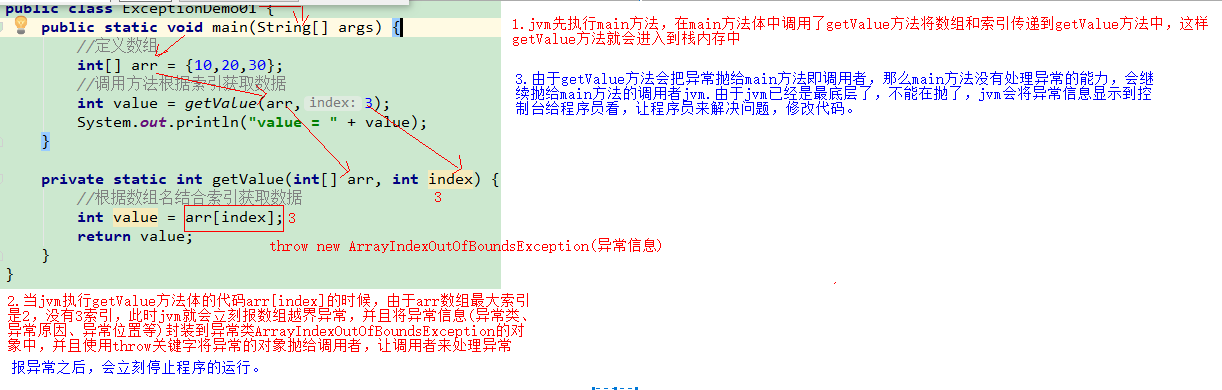 public class ExceptionDemo01 {
public static void main(String[] args) {
//定义数组
int[] arr = {10,20,30};
//调用方法根据索引获取数据
int value = getValue(arr, index: 3);
System.out.println("value = " + value);
}
private static int getValue(int[] arr, int index) {
3
//根据数组名结合索引获取数据
int value = arr[index]; 3
return value;
throw new ArrayIndexOutOfBoundsException(异常信息)
}
}
1.jvm先执行main方法，在main方法体中调用了getValue方法将数组和索引传递到getValue方法中，这样
getValue方法就会进入到栈内存中
3.由于getValue方法会把异常抛给main方法即调用者，那么main方法没有处理异常的能力，会继
续抛给main方法的调用者jvm.由于jvm已经是最底层了，不能在抛了，jvm会将异常信息显示到控
制台给程序员看，让程序员来解决问题，修改代码。
2.当jvm执行getValue方法体的代码arr[index]的时候，由于arr数组最大索引
是2，没有3索引，此时jvm就会立刻报数组越界异常，并且将异常信息(异常类、
异常原因、异常位置等)封装到异常类ArrayIndexOutOfBoundsException的对
象中，并且使用throw关键字将异常的对象抛给调用者，让调用者来处理异常
报异常之后，会立刻停止程序的运行。